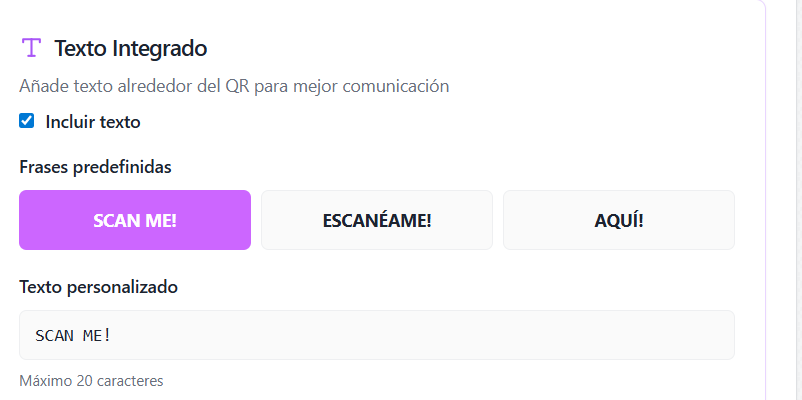 Texto Integrado
Añade texto alrededor del QR para mejor comunicación
Incluir texto
Frases predefinidas
SCAN ME!
ESCANÉAME!
AQUÍ!
Texto personalizado
SCAN ME!
Máximo 20 caracteres